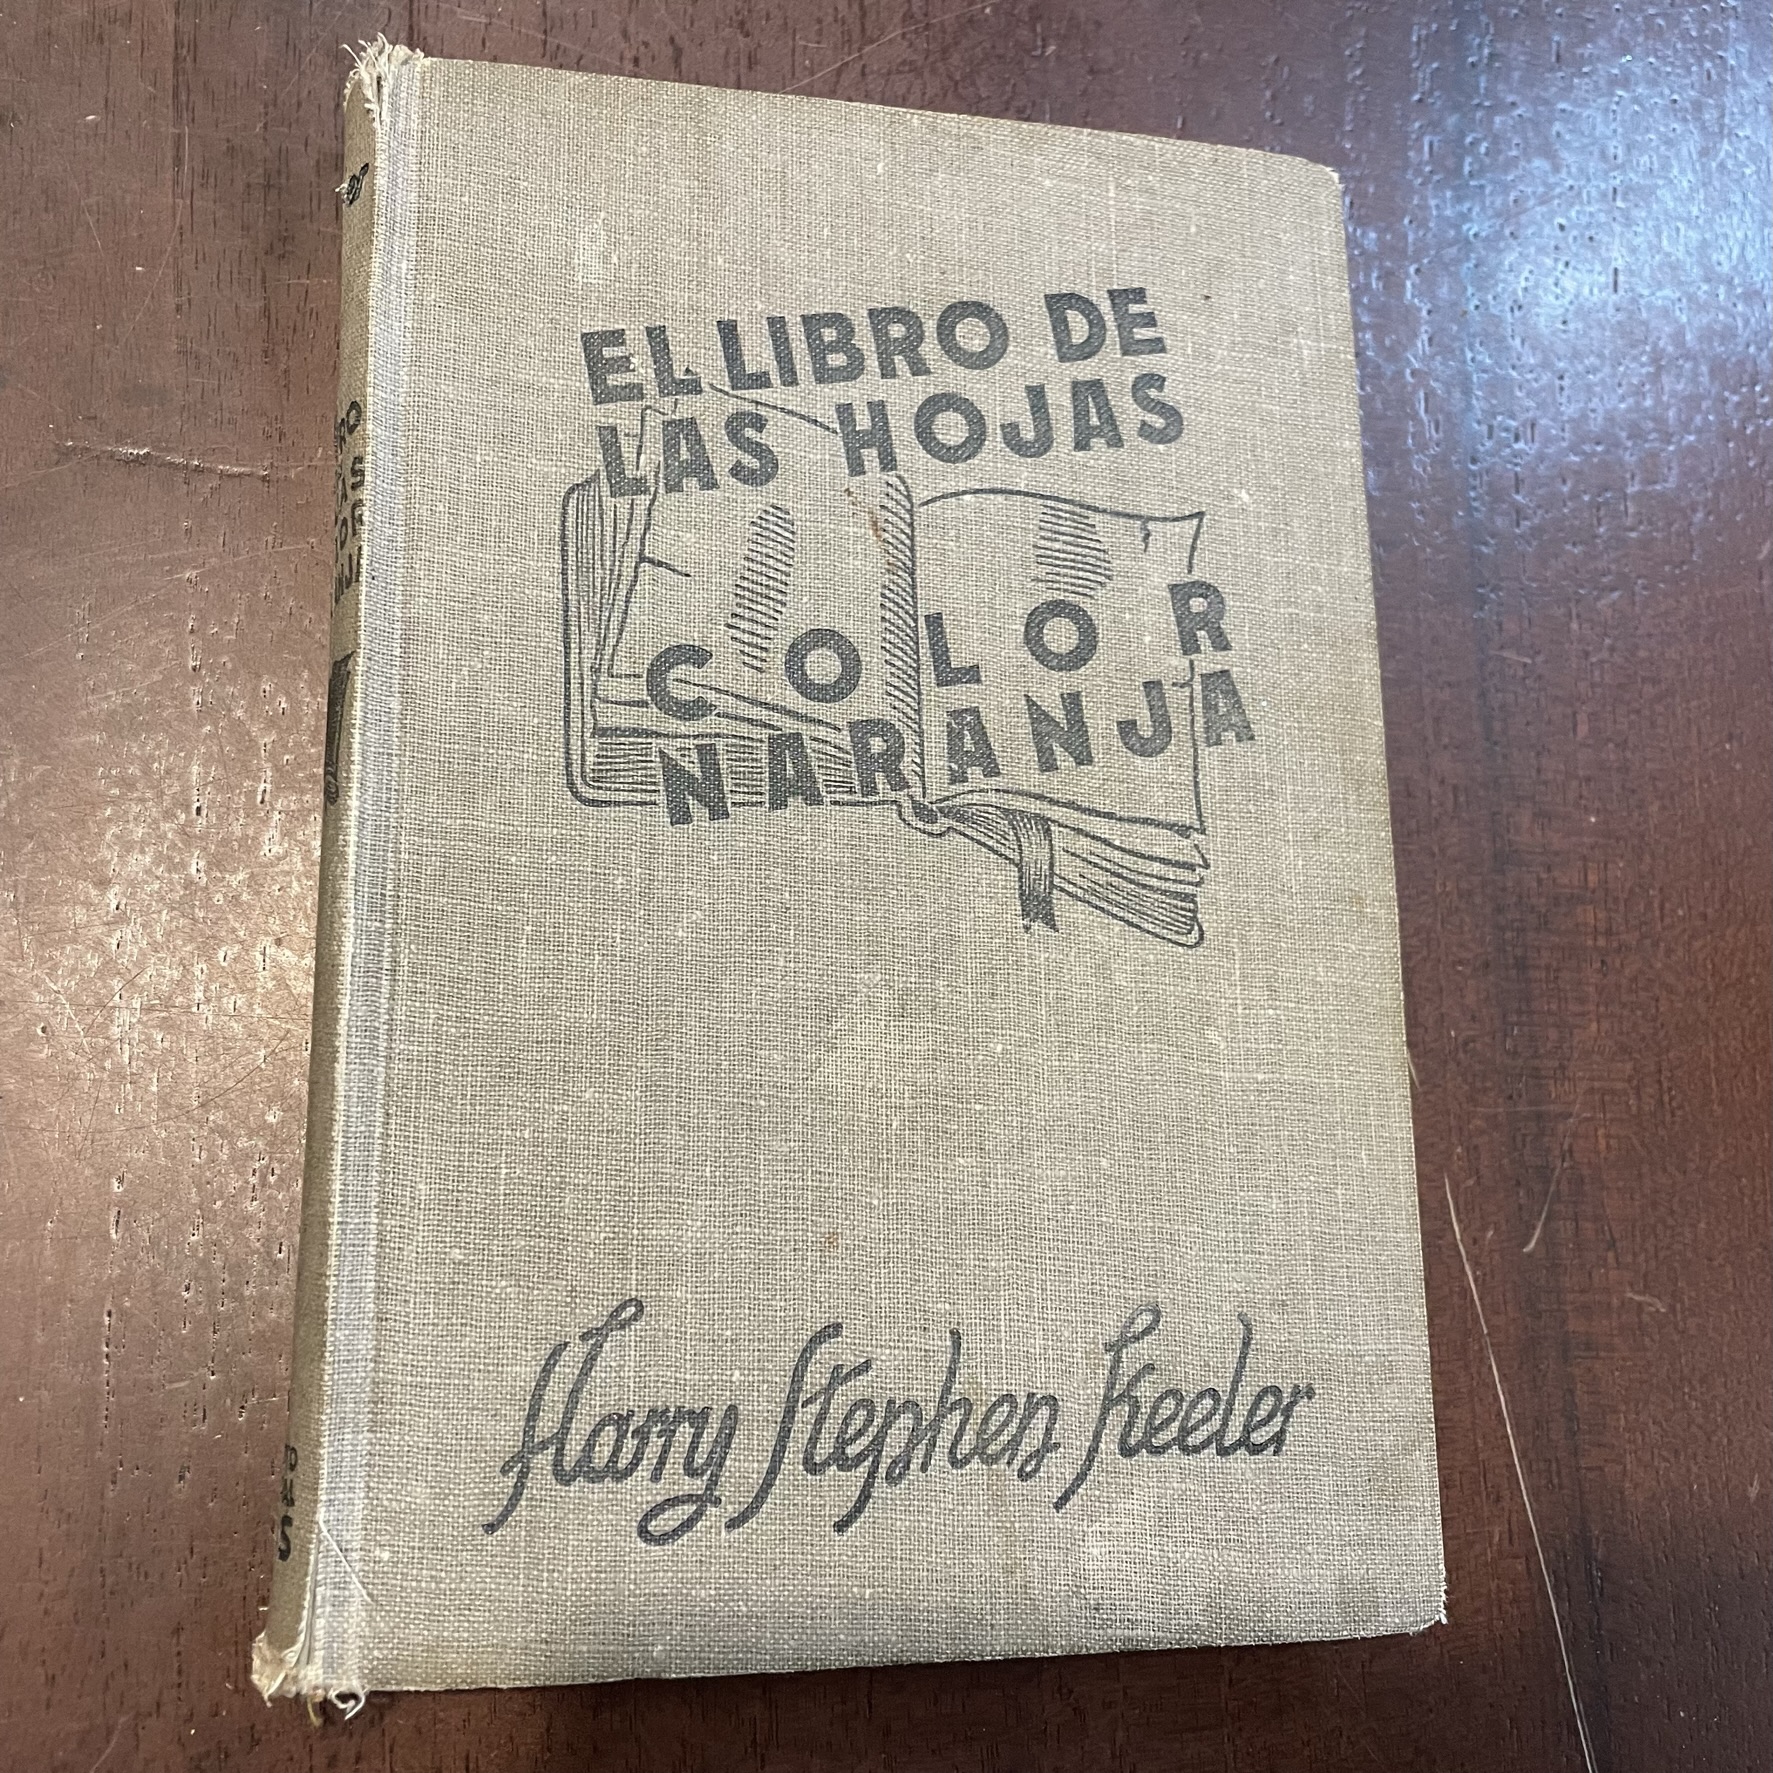 EL LIBRO DE
LAS HOJAS
COLOR
NARANJA
Harry Stephen Keeler